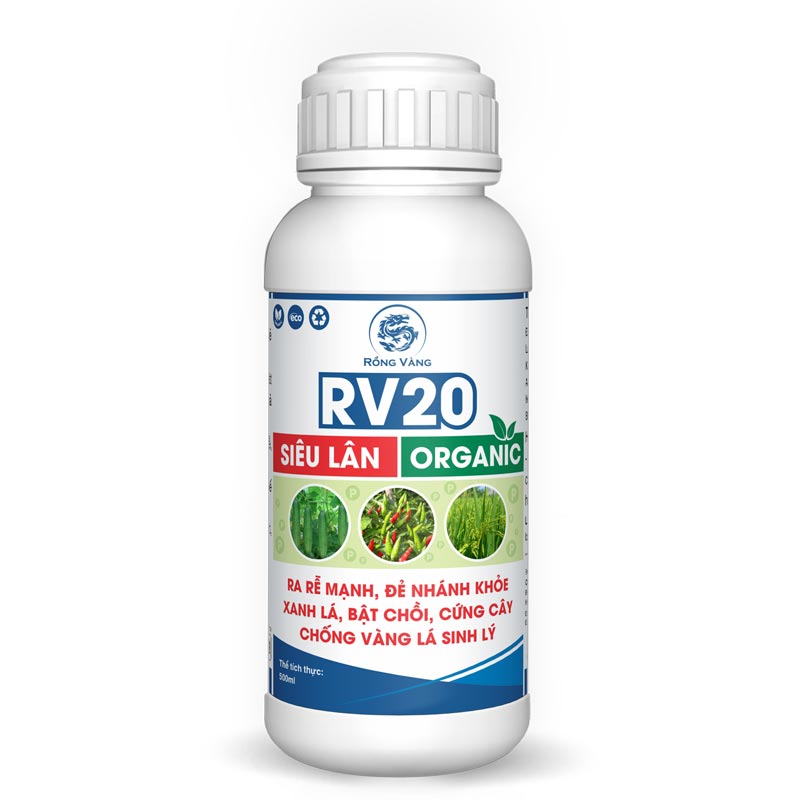 eco
RỒNG VÀNG
RV20
SIÊU LÂN
ORGANIC
P P P P
RA RỄ MẠNH, ĐẺ NHÁNH KHỎE
XANH LÁ, BẬT CHỒI, CỨNG CÂY
CHỐNG VÀNG LÁ SINH LÝ
Thể tích thực:
500ml